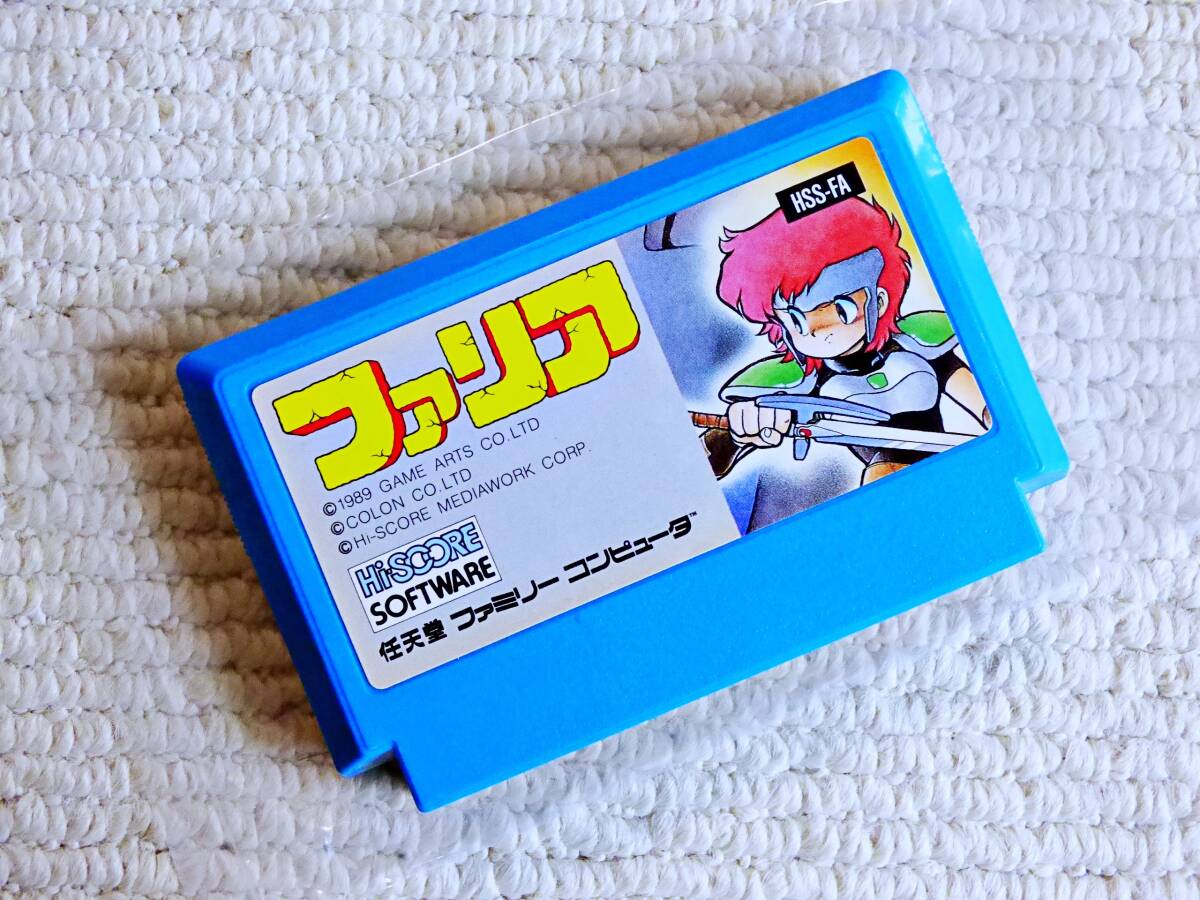 HSS-FA
ファリア
©1989 GAME ARTS CO.LTD
©COLON CO.LTD
©Hi-SCORE MEDIAWORK CORP.
Hi-SCORE
SOFTWARE
任天堂 ファミリー コンピュータ™